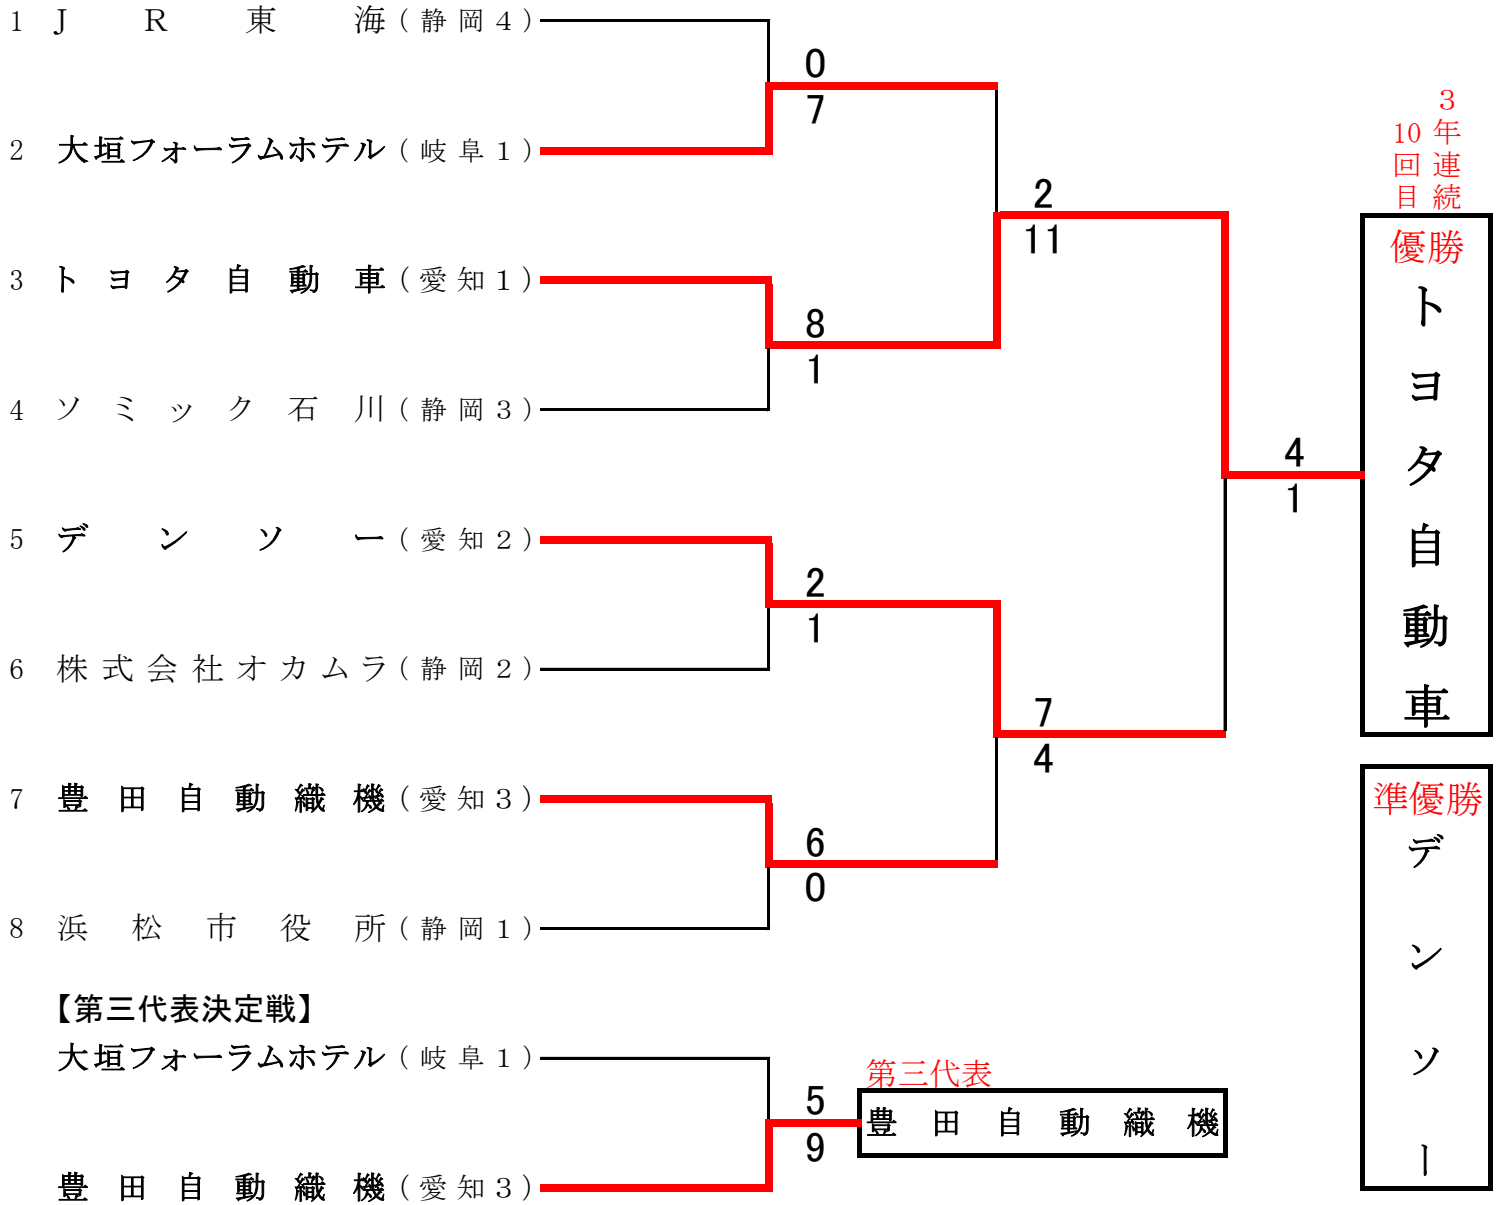 1 J R 東 海 (静岡4)
0
7
2 大垣フォーラムホテル (岐阜1)
2
11
3 トヨタ自動車 (愛知1)
8
1
4 ソミック石川 (静岡3)
4
1
5 デンソー (愛知2)
2
1
6 株式会社オカムラ (静岡2)
7
4
7 豊田自動織機 (愛知3)
6
0
8 浜松市役所 (静岡1)
3年連続
10回目
優勝
トヨタ自動車
準優勝
デンソー
【第三代表決定戦】
大垣フォーラムホテル (岐阜1)
5
9
第三代表
豊田自動織機
豊田自動織機 (愛知3)